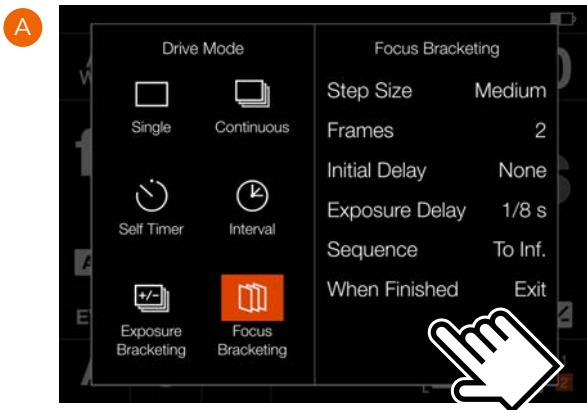 A
Drive Mode
Single
Continuous
Self Timer
Interval
Exposure
Bracketing
Focus
Bracketing
Focus Bracketing
Step Size Medium
Frames 2
Initial Delay None
Exposure Delay 1/8 s
Sequence To Inf.
When Finished Exit